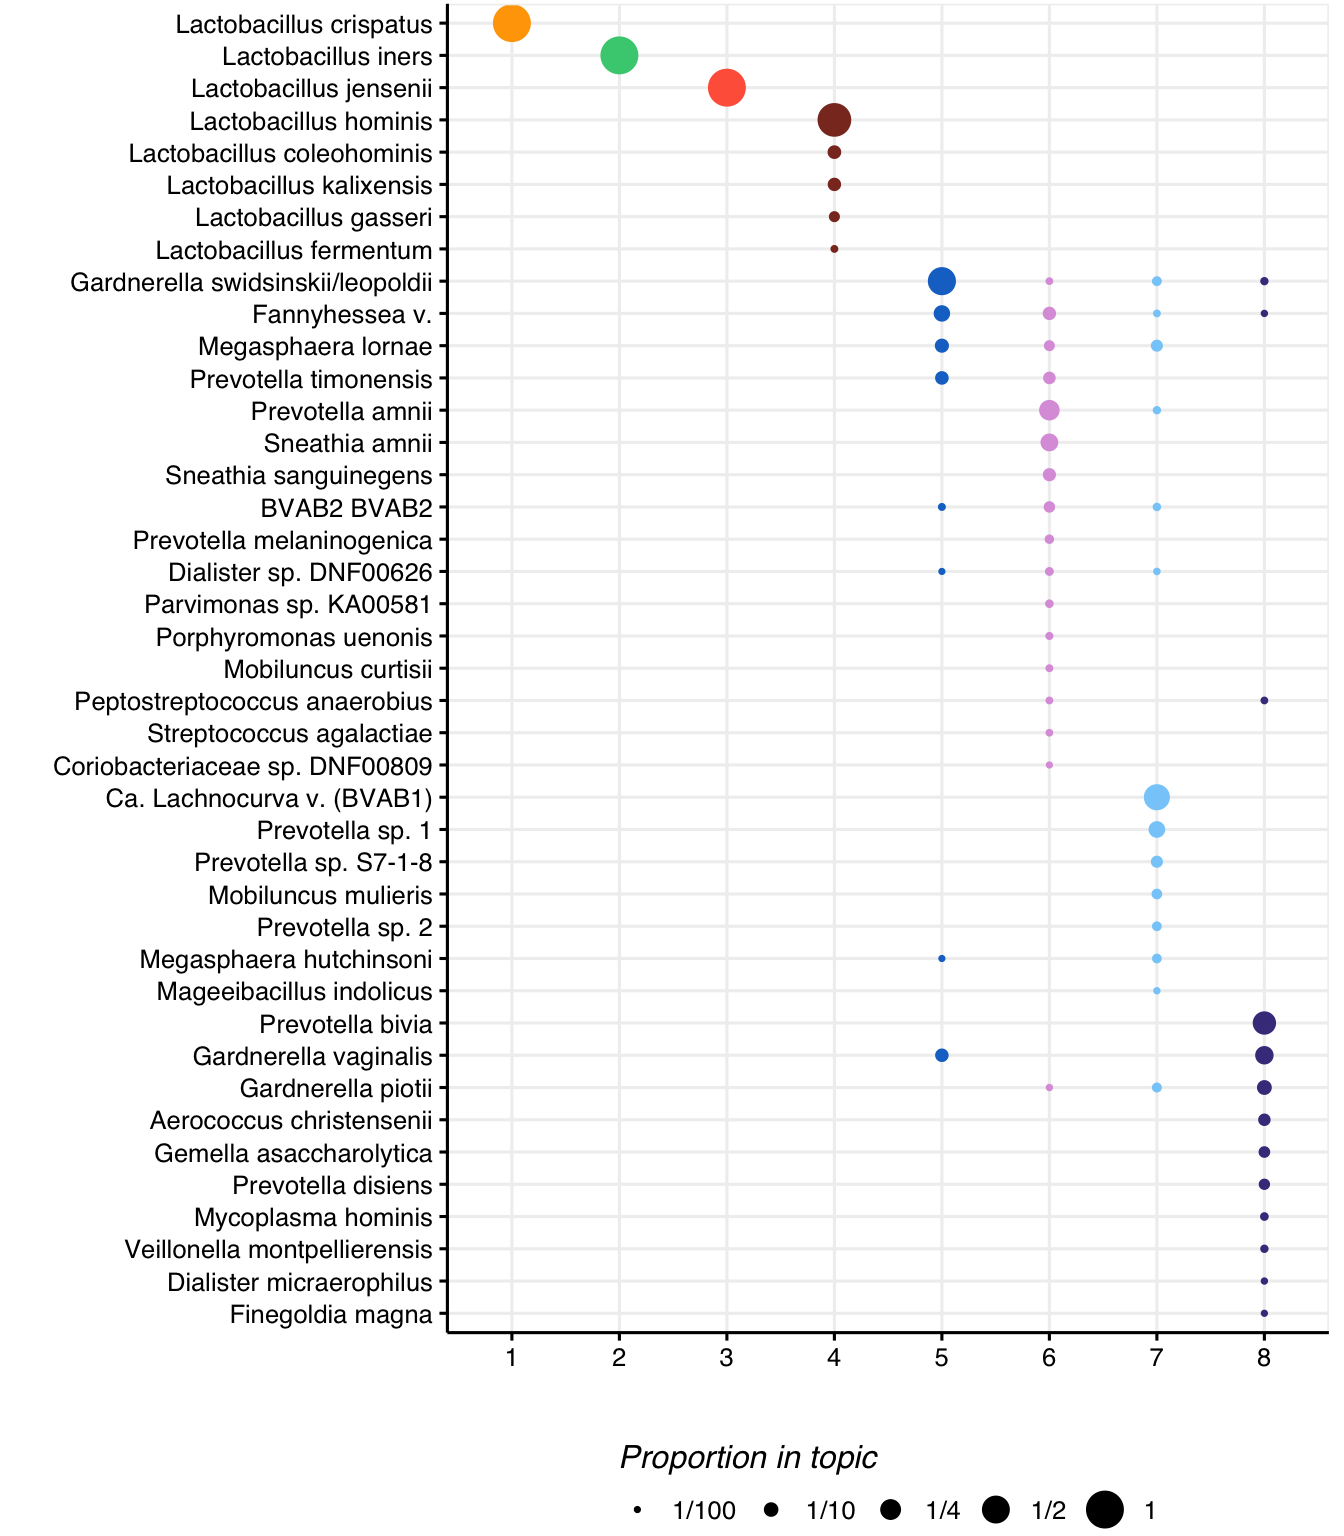 Lactobacillus crispatus
Lactobacillus iners
Lactobacillus jensenii
Lactobacillus hominis
Lactobacillus coleohominis
Lactobacillus kalixensis
Lactobacillus gasseri
Lactobacillus fermentum
Gardnerella swidsinskii/leopoldii
Fannyhessea v.
Megasphaera lornae
Prevotella timonensis
Prevotella amnii
Sneathia amnii
Sneathia sanguinegens
BVAB2 BVAB2
Prevotella melaninogenica
Dialister sp. DNF00626
Parvimonas sp. KA00581
Porphyromonas uenonis
Mobiluncus curtisii
Peptostreptococcus anaerobius
Streptococcus agalactiae
Coriobacteriaceae sp. DNF00809
Ca. Lachnocurva v. (BVAB1)
Prevotella sp. 1
Prevotella sp. S7-1-8
Mobiluncus mulieris
Prevotella sp. 2
Megasphaera hutchinsoni
Mageeibacillus indolicus
Prevotella bivia
Gardnerella vaginalis
Gardnerella piotii
Aerococcus christensenii
Gemella asaccharolytica
Prevotella disiens
Mycoplasma hominis
Veillonella montpellierensis
Dialister micraerophilus
Finegoldia magna
1 2 3 4 5 6 7 8
Proportion in topic
1/100 1/10 1/4 1/2 1